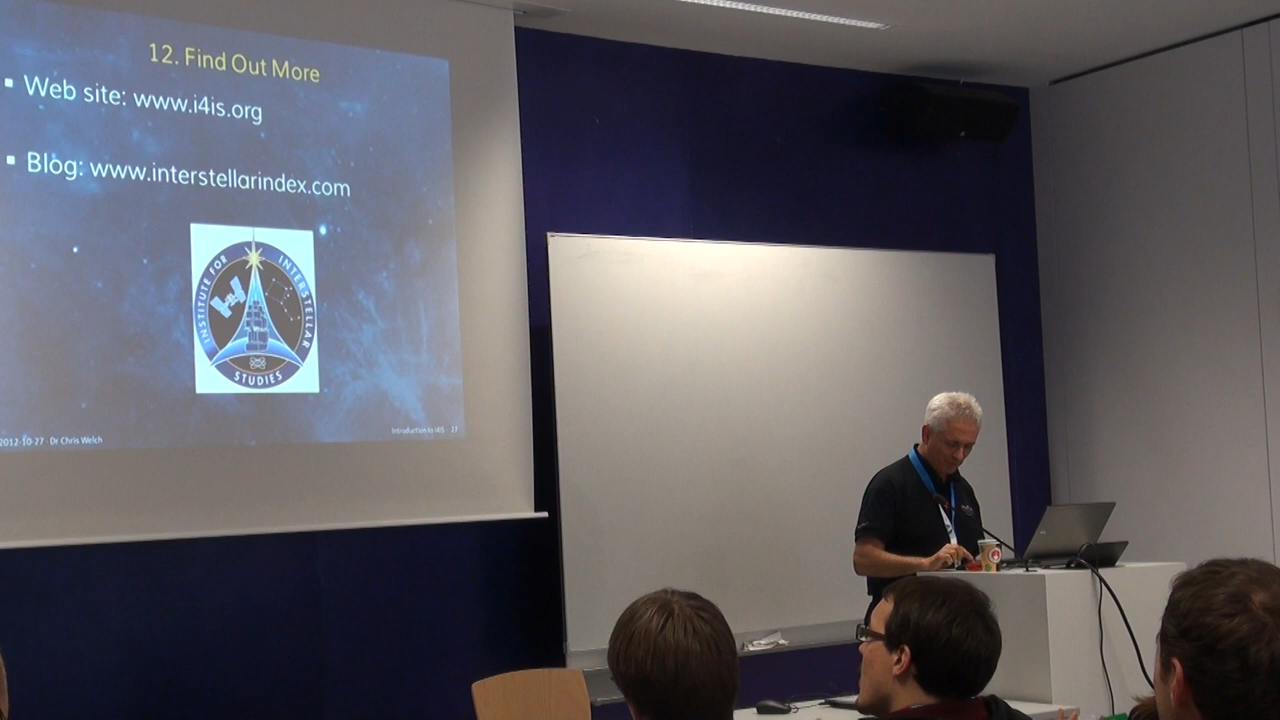 12. Find Out More
▪ Web site: www.i4is.org
▪ Blog: www.interstellarindex.com
INSTITUTE FOR INTERSTELLAR
STUDIES
2012-10-27 - Dr Chris Welch
Introduction to i4iS - 27